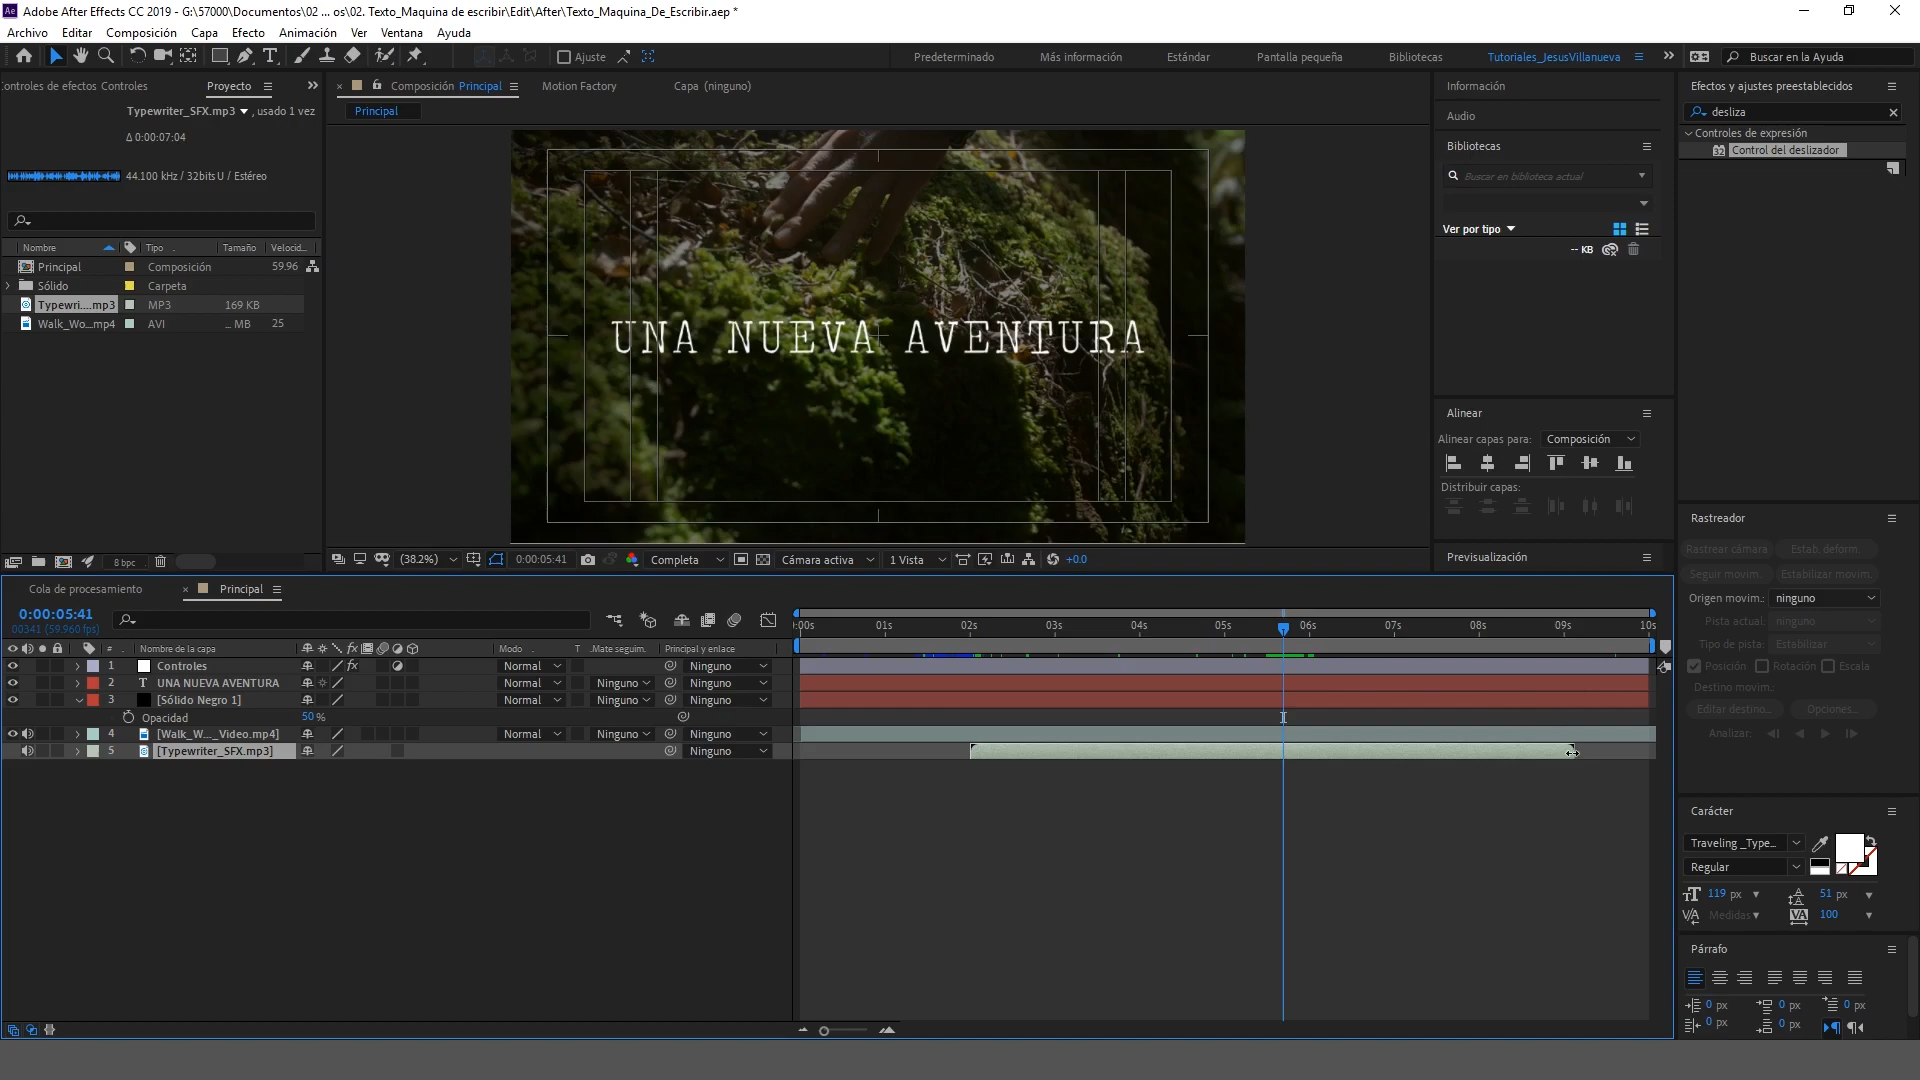 Adobe After Effects CC 2019 - G:\57000\Documentos\02 ... os\02. Texto_Maquina de escribir\Edit\After\Texto_Maquina_De_Escribir.aep *
Archivo Editar Composición Capa Efecto Animación Ver Ventana Ayuda
Ajuste Predeterminado Más información Estándar Pantalla pequeña Bibliotecas Tutoriales_JesusVillanueva Buscar en la Ayuda
ontroles de efectos Controles Proyecto
Composición Principal Motion Factory Capa (ninguno)
Principal
Typewriter_SFX.mp3 , usado 1 vez
Δ 0:00:07:04
44.100 kHz / 32bits U / Estéreo
Nombre Tipo Tamaño Velocid...
Principal Composición 59.96
Sólido Carpeta
Typewri....mp3 MP3 169 KB
Walk_Wo...mp4 AVI ... MB 25
8 bpc
UNA NUEVA AVENTURA
(38.2%) 0:00:05:41 Completa Cámara activa 1 Vista +0.0
Información
Audio
Bibliotecas
Buscar en biblioteca actual
Ver por tipo
-- KB
Alinear
Alinear capas para: Composición
Distribuir capas:
Previsualización
Efectos y ajustes preestablecidos
desliza
Controles de expresión
32 Control del deslizador
Rastreador
Rastrear cámara Estab. deform.
Seguir movim. Estabilizar movim.
Origen movim.: ninguno
Pista actual: ninguno
Tipo de pista: Estabilizar
Posición Rotación Escala
Destino movim.:
Editar destino... Opciones...
Analizar:
Carácter
Traveling _Type...
Regular
119 px 51 px
Medidas 100
Párrafo
0 px 0 px 0 px
0 px 0 px
Cola de procesamiento Principal
0:00:05:41
00341 (59.960 fps)
:00s 01s 02s 03s 04s 05s 06s 07s 08s 09s 10s
# Nombre de la capa Modo T .Mate seguim. Principal y enlace
1 Controles Normal Ninguno
2 T UNA NUEVA AVENTURA Normal Ninguno Ninguno
3 [Sólido Negro 1] Normal Ninguno Ninguno
Opacidad 50 %
4 [Walk_W..._Video.mp4] Normal Ninguno Ninguno
5 [Typewriter_SFX.mp3] Ninguno